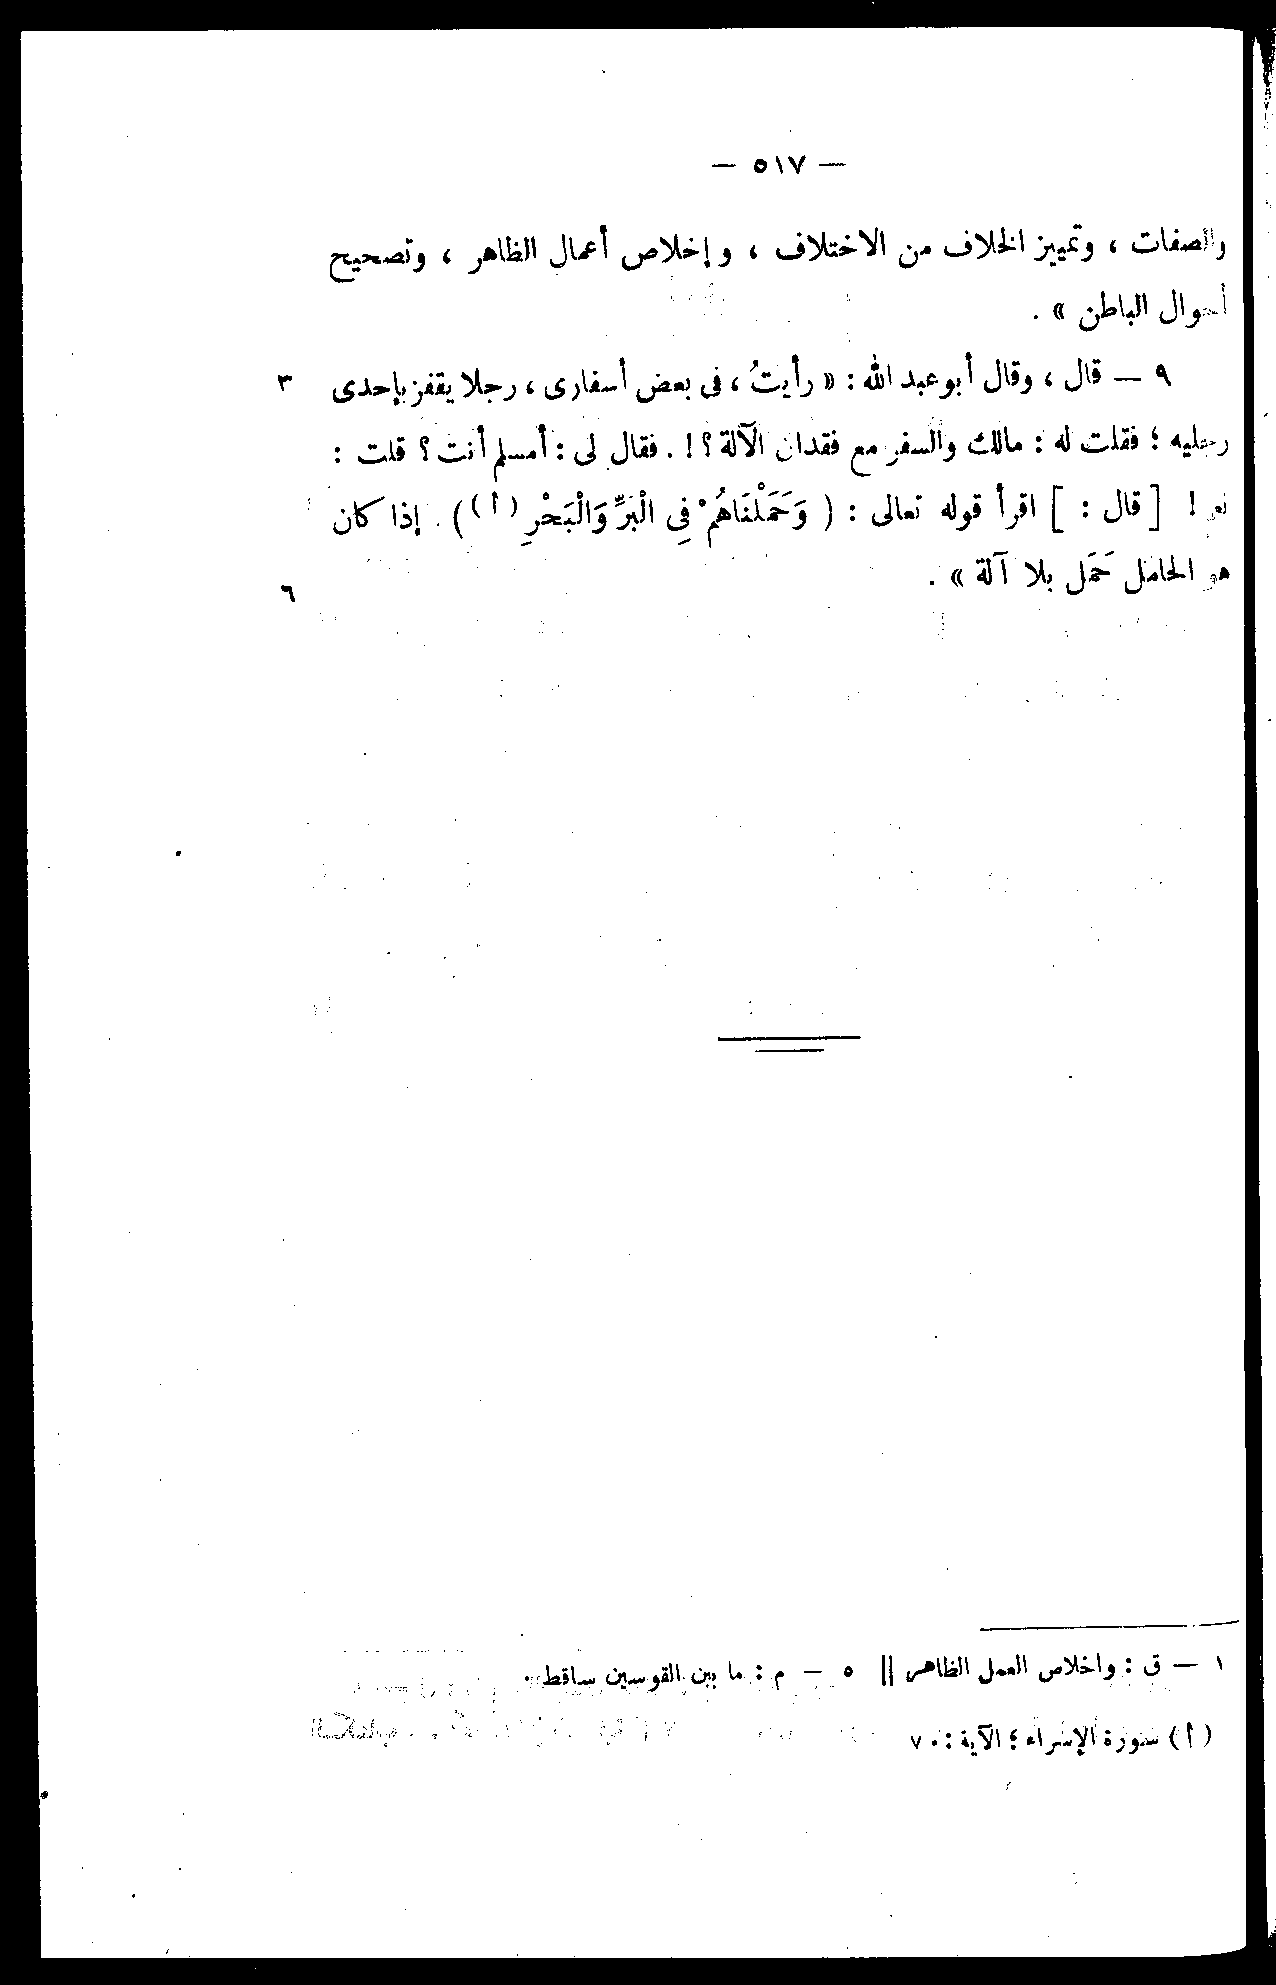 — ٥١٧ —
والصفات ، وتمييز الخلاف من الاختلاف ، وإخلاص أعمال الظاهر ، وتصحيح
أحوال الباطن » .
٩ — قال ، وقال أبو عبد الله : « رأيتُ ، فى بعض أسفارى ، رجلا يقفز بإحدى ٣
رجليه ؛ فقلت له : مالك والسفر مع فقدان الآلة ؟ ! . فقال لى : أمسلم أنت ؟ قلت :
نعم ! [ قال : ] اقرأ قوله تعالى : ( وَحَمَلْنَاهُمْ فِي الْبَرِّ وَالْبَحْرِ (أ) ) . إذا كان
هو الحامل حَمَل بلا آلة » . ٦
١ — ق : واخلاص العمل الظاهر || ٥ — م : ما بين القوسين ساقط .
(أ) سورة الإسراء ؛ الآية : ٧٠